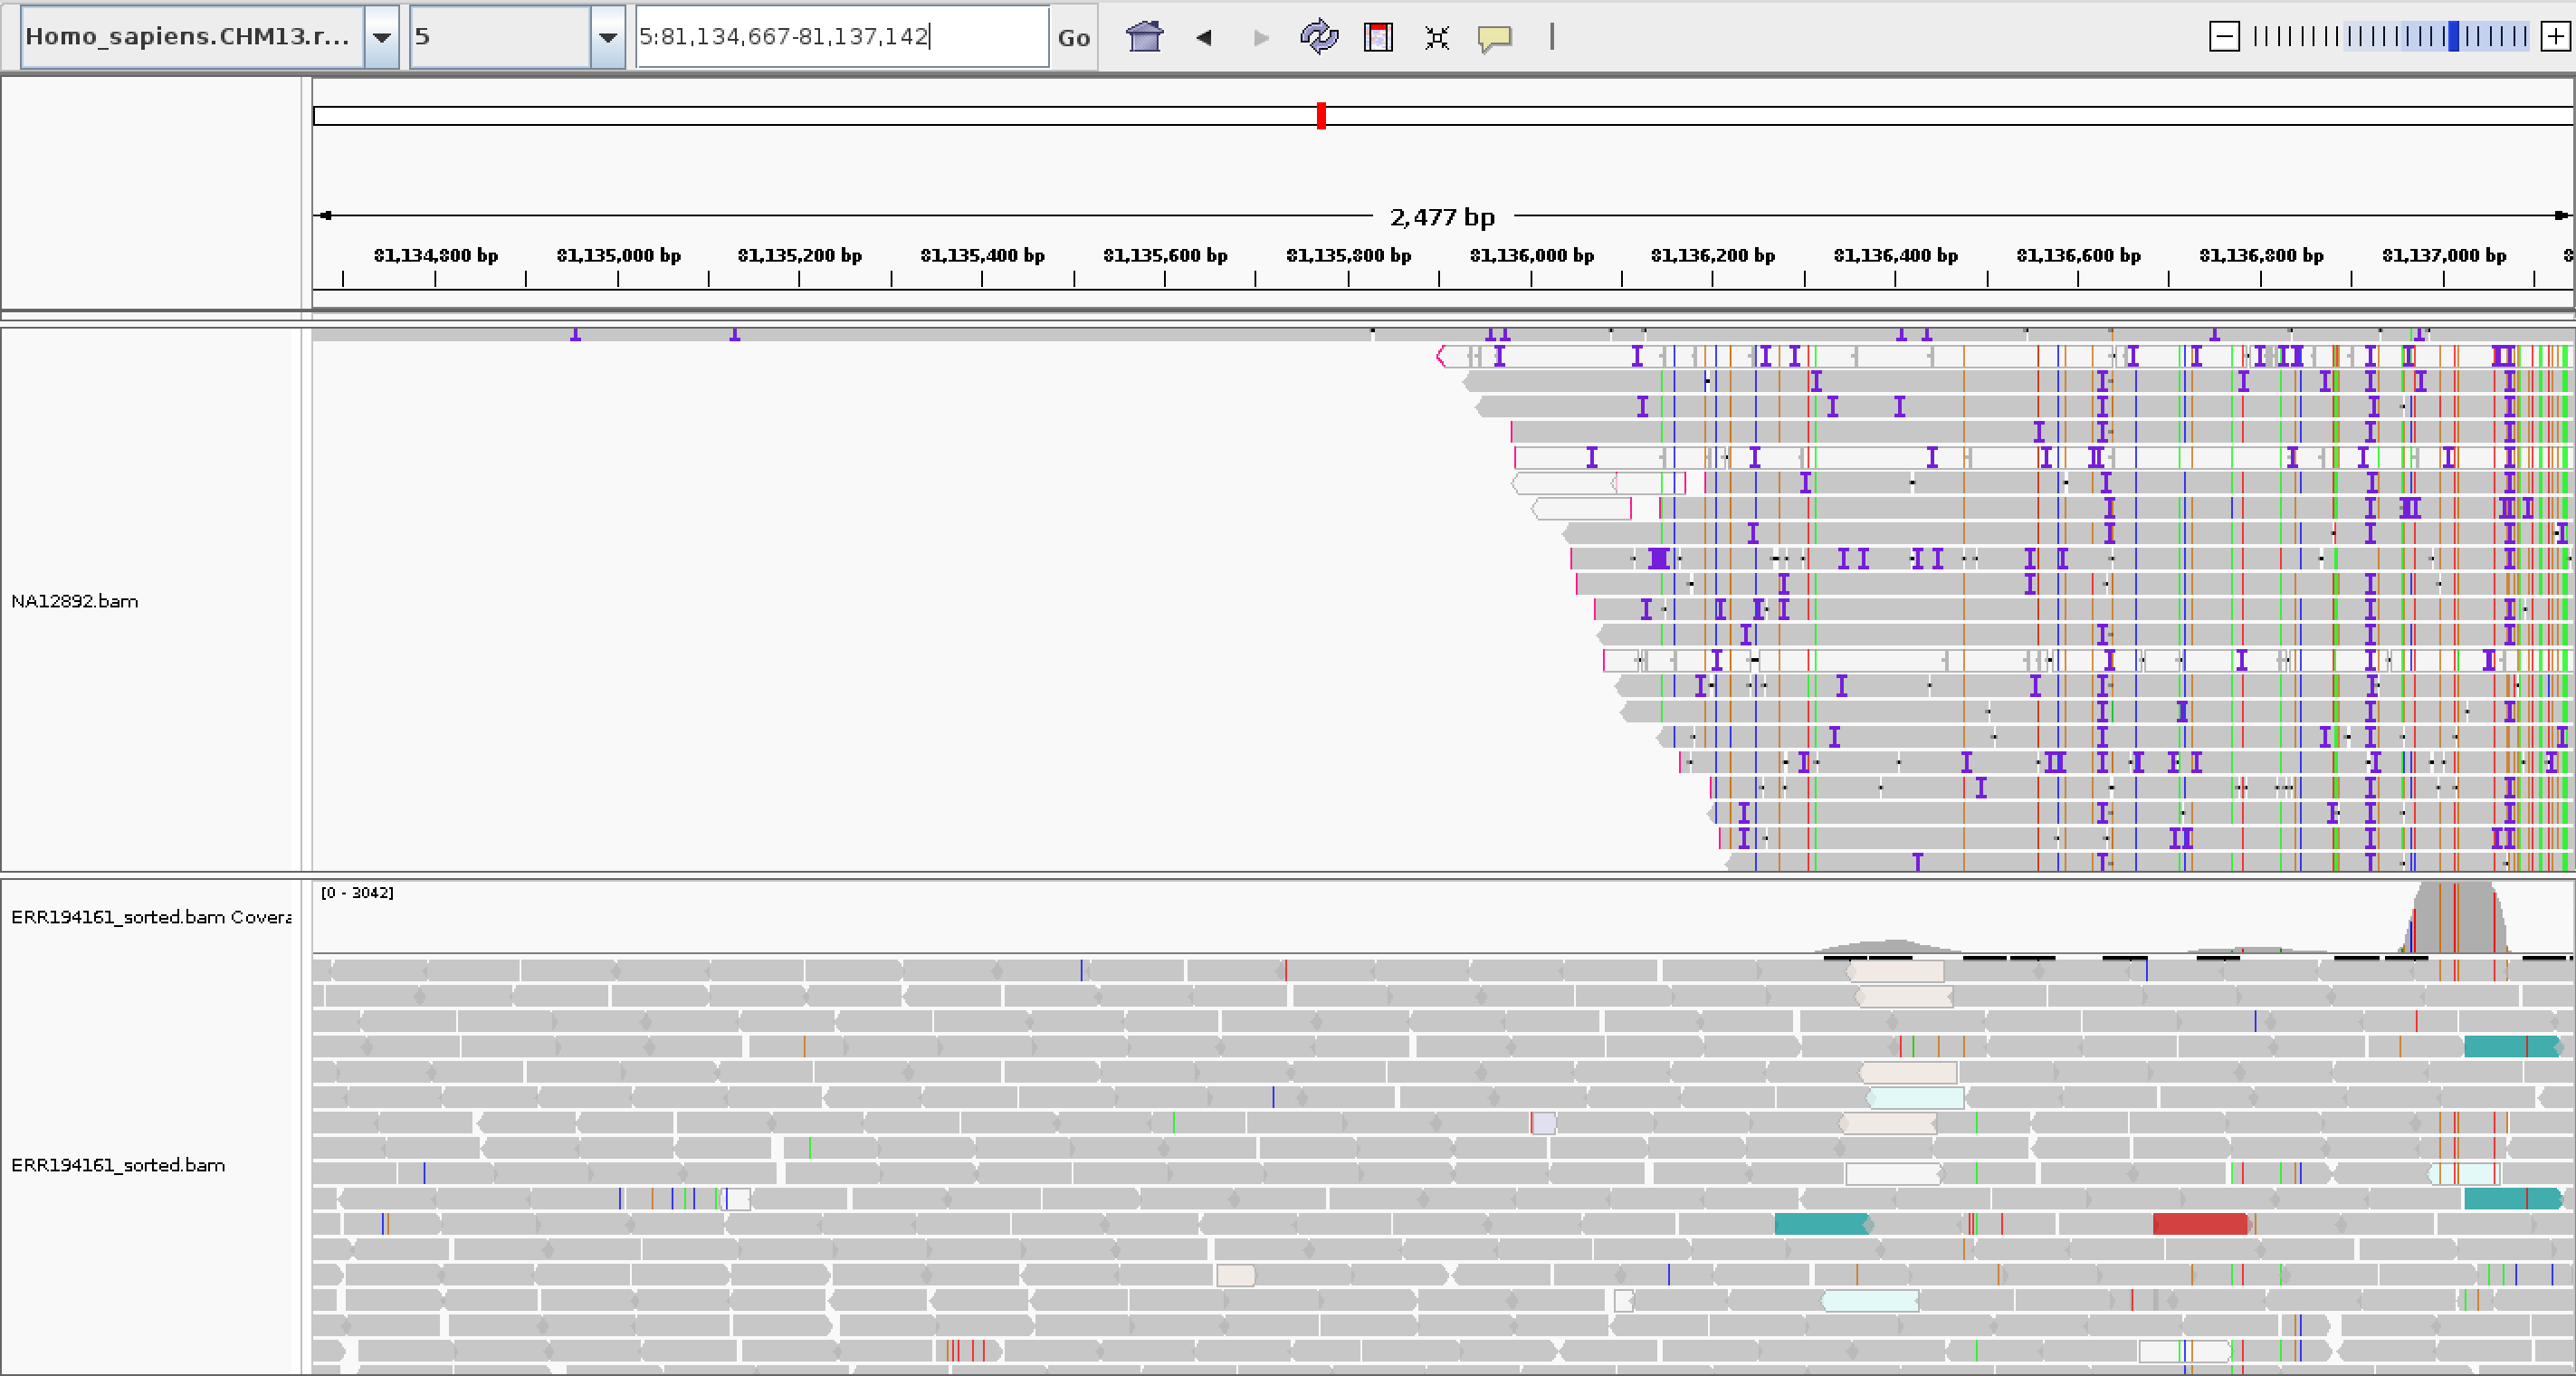 Homo_sapiens.CHM13.r...
5
5:81,134,667-81,137,142
Go
2,477 bp
81,134,800 bp
81,135,000 bp
81,135,200 bp
81,135,400 bp
81,135,600 bp
81,135,800 bp
81,136,000 bp
81,136,200 bp
81,136,400 bp
81,136,600 bp
81,136,800 bp
81,137,000 bp
8
NA12892.bam
[0 - 3042]
ERR194161_sorted.bam Covera
ERR194161_sorted.bam